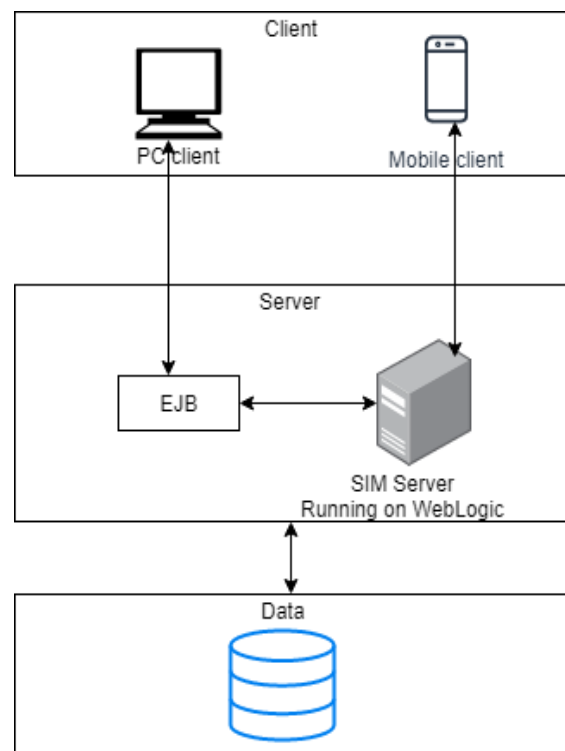 Client
PC client
Mobile client
Server
EJB
SIM Server
Running on WebLogic
Data